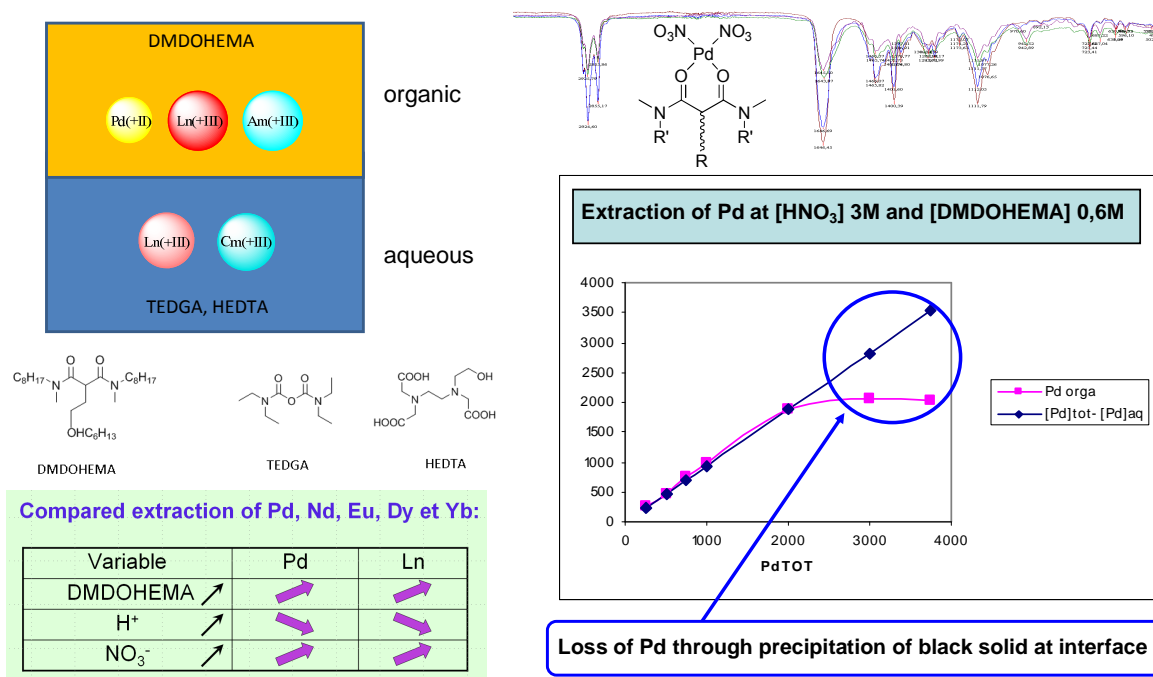 DMDOHEMA
Pd(+II)
Ln(+III)
Am(+III)
organic
Ln(+III)
Cm(+III)
aqueous
TEDGA, HEDTA
C8H17
N
O
O
N
C8H17
OHC6H13
DMDOHEMA
N
O
O
O
N
TEDGA
COOH
OH
N
N
HOOC
COOH
HEDTA
Compared extraction of Pd, Nd, Eu, Dy et Yb:
Variable Pd Ln
DMDOHEMA
H+
NO3-
NO3 NO3
Pd
O O
N N
R' R'
R
Extraction of Pd at [HNO3] 3M and [DMDOHEMA] 0,6M
4000
3500
3000
2500
2000
1500
1000
500
0
0 1000 2000 3000 4000
PdTOT
Pd orga
[Pd]tot- [Pd]aq
Loss of Pd through precipitation of black solid at interface